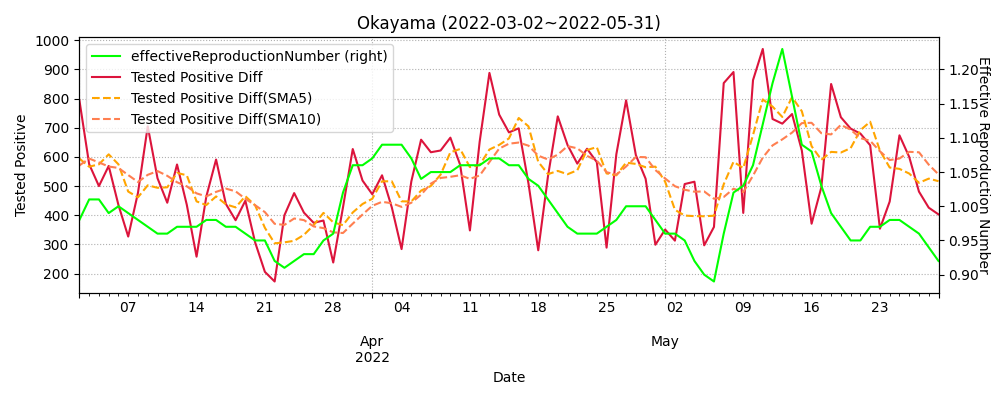 Okayama (2022-03-02~2022-05-31)
effectiveReproductionNumber (right)
Tested Positive Diff
Tested Positive Diff(SMA5)
Tested Positive Diff(SMA10)
Tested Positive
1000
900
800
700
600
500
400
300
200
Effective Reproduction Number
1.20
1.15
1.10
1.05
1.00
0.95
0.90
07 14 21 28 04 11 18 25 02 09 16 23
Apr May
2022
Date